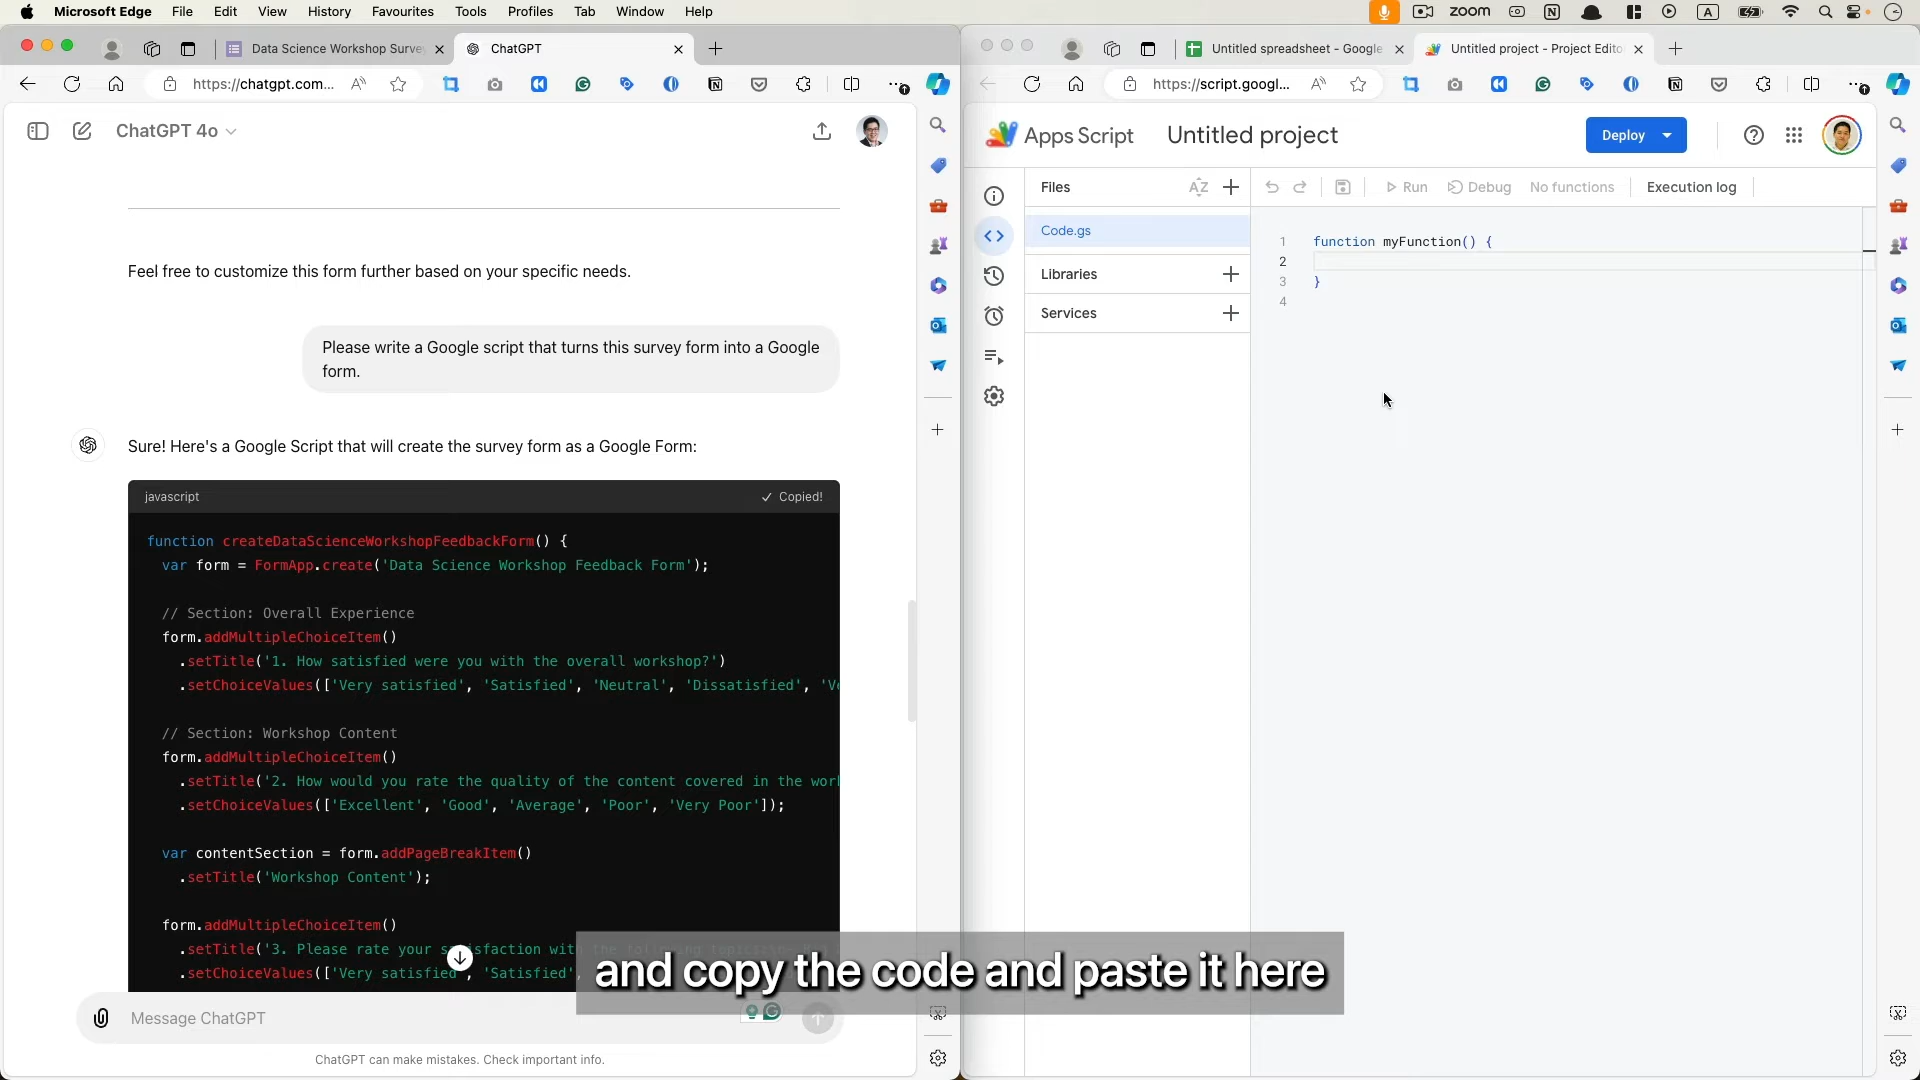 Microsoft Edge File Edit View History Favourites Tools Profiles Tab Window Help
zoom
A
Data Science Workshop Surve
ChatGPT
Untitled spreadsheet - Google
Untitled project - Project Edito
https://chatgpt.com...
https://script.googl...
ChatGPT 4o
Feel free to customize this form further based on your specific needs.
Please write a Google script that turns this survey form into a Google
form.
Sure! Here's a Google Script that will create the survey form as a Google Form:
javascript
Copied!
function createDataScienceWorkshopFeedbackForm() {
var form = FormApp.create('Data Science Workshop Feedback Form');
// Section: Overall Experience
form.addMultipleChoiceItem()
.setTitle('1. How satisfied were you with the overall workshop?')
.setChoiceValues(['Very satisfied', 'Satisfied', 'Neutral', 'Dissatisfied', 'Ve
// Section: Workshop Content
form.addMultipleChoiceItem()
.setTitle('2. How would you rate the quality of the content covered in the work
.setChoiceValues(['Excellent', 'Good', 'Average', 'Poor', 'Very Poor']);
var contentSection = form.addPageBreakItem()
.setTitle('Workshop Content');
form.addMultipleChoiceItem()
.setTitle('3. Please rate your satisfaction with the following
.setChoiceValues(['Very satisfied', 'Satisfied',
Message ChatGPT
ChatGPT can make mistakes. Check important info.
Apps Script
Untitled project
Deploy
Files
AZ
Run
Debug
No functions
Execution log
Code.gs
Libraries
Services
1 function myFunction() {
2
3 }
4
and copy the code and paste it here